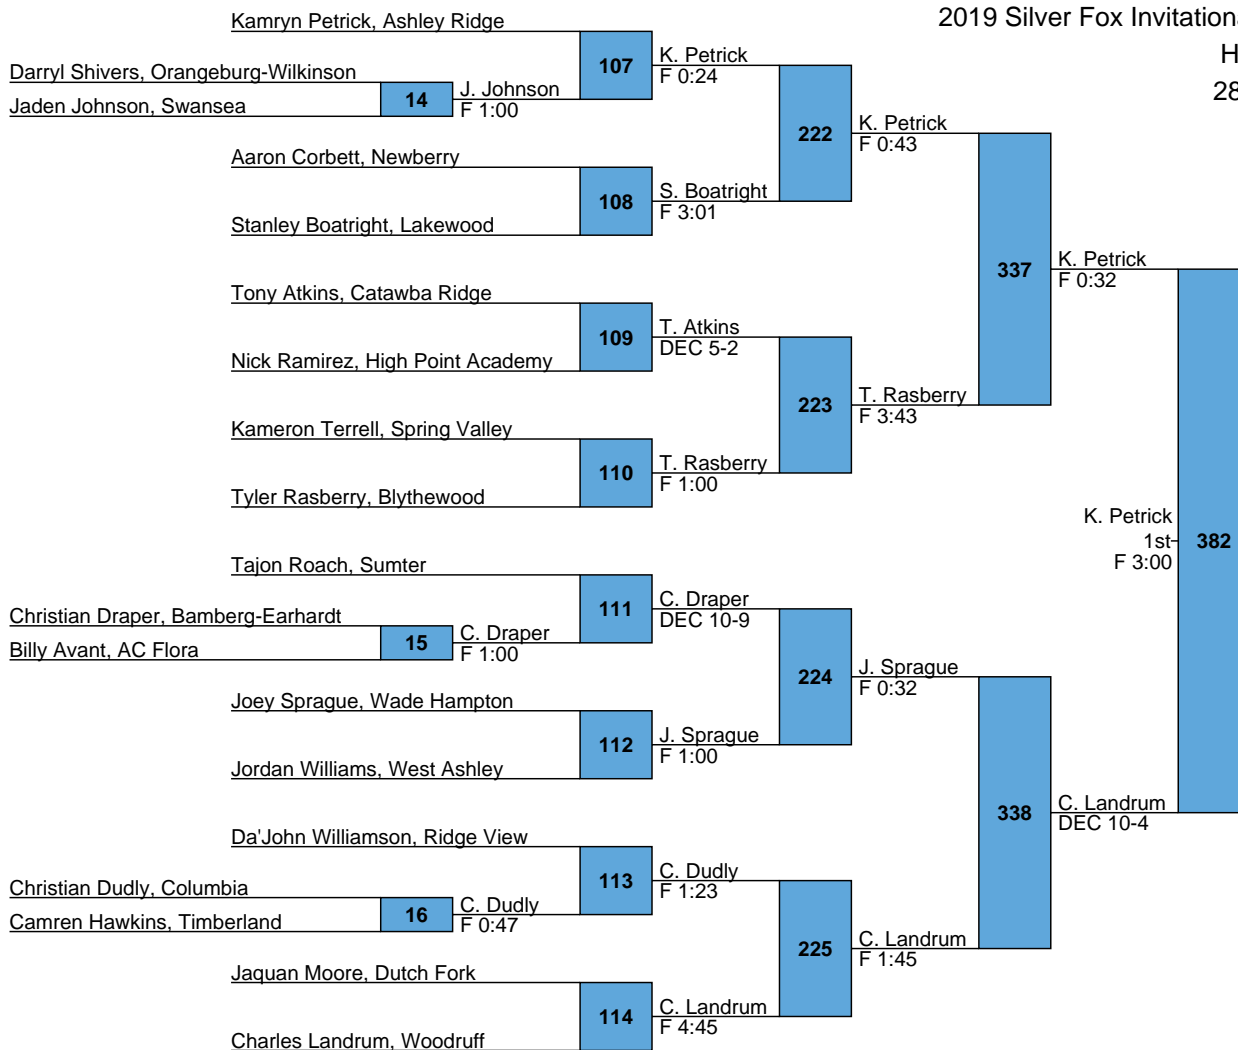 2019 Silver Fox Invitation
H
28
Kamryn Petrick, Ashley Ridge
107
K. Petrick
F 0:24
Darryl Shivers, Orangeburg-Wilkinson
14
J. Johnson
F 1:00
Jaden Johnson, Swansea
222
K. Petrick
F 0:43
Aaron Corbett, Newberry
108
S. Boatright
F 3:01
Stanley Boatright, Lakewood
337
K. Petrick
F 0:32
Tony Atkins, Catawba Ridge
109
T. Atkins
DEC 5-2
Nick Ramirez, High Point Academy
223
T. Rasberry
F 3:43
Kameron Terrell, Spring Valley
110
T. Rasberry
F 1:00
Tyler Rasberry, Blythewood
K. Petrick
1st
F 3:00
382
Tajon Roach, Sumter
111
C. Draper
DEC 10-9
Christian Draper, Bamberg-Earhardt
15
C. Draper
F 1:00
Billy Avant, AC Flora
224
J. Sprague
F 0:32
Joey Sprague, Wade Hampton
112
J. Sprague
F 1:00
Jordan Williams, West Ashley
338
C. Landrum
DEC 10-4
Da'John Williamson, Ridge View
113
C. Dudly
F 1:23
Christian Dudly, Columbia
16
C. Dudly
F 0:47
Camren Hawkins, Timberland
225
C. Landrum
F 1:45
Jaquan Moore, Dutch Fork
114
C. Landrum
F 4:45
Charles Landrum, Woodruff